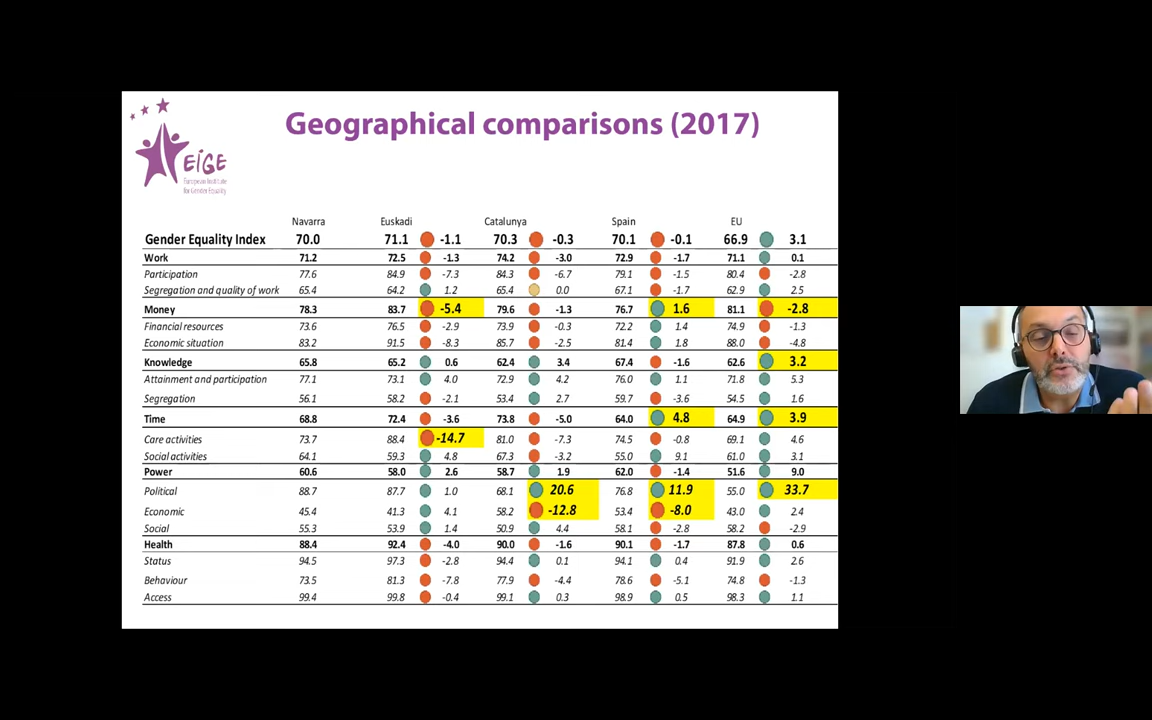 Geographical comparisons (2017)
EIGE
European Institute
for Gender Equality
Navarra Euskadi Catalunya Spain EU
Gender Equality Index 70.0 71.1 -1.1 70.3 -0.3 70.1 -0.1 66.9 3.1
Work 71.2 72.5 -1.3 74.2 -3.0 72.9 -1.7 71.1 0.1
Participation 77.6 84.9 -7.3 84.3 -6.7 79.1 -1.5 80.4 -2.8
Segregation and quality of work 65.4 64.2 1.2 65.4 0.0 67.1 -1.7 62.9 2.5
Money 78.3 83.7 -5.4 79.6 -1.3 76.7 1.6 81.1 -2.8
Financial resources 73.6 76.5 -2.9 73.9 -0.3 72.2 1.4 74.9 -1.3
Economic situation 83.2 91.5 -8.3 85.7 -2.5 81.4 1.8 88.0 -4.8
Knowledge 65.8 65.2 0.6 62.4 3.4 67.4 -1.6 62.6 3.2
Attainment and participation 77.1 73.1 4.0 72.9 4.2 76.0 1.1 71.8 5.3
Segregation 56.1 58.2 -2.1 53.4 2.7 59.7 -3.6 54.5 1.6
Time 68.8 72.4 -3.6 73.8 -5.0 64.0 4.8 64.9 3.9
Care activities 73.7 88.4 -14.7 81.0 -7.3 74.5 -0.8 69.1 4.6
Social activities 64.1 59.3 4.8 67.3 -3.2 55.0 9.1 61.0 3.1
Power 60.6 58.0 2.6 58.7 1.9 62.0 -1.4 51.6 9.0
Political 88.7 87.7 1.0 68.1 20.6 76.8 11.9 55.0 33.7
Economic 45.4 41.3 4.1 58.2 -12.8 53.4 -8.0 43.0 2.4
Social 55.3 53.9 1.4 50.9 4.4 58.1 -2.8 58.2 -2.9
Health 88.4 92.4 -4.0 90.0 -1.6 90.1 -1.7 87.8 0.6
Status 94.5 97.3 -2.8 94.4 0.1 94.1 0.4 91.9 2.6
Behaviour 73.5 81.3 -7.8 77.9 -4.4 78.6 -5.1 74.8 -1.3
Access 99.4 99.8 -0.4 99.1 0.3 98.9 0.5 98.3 1.1